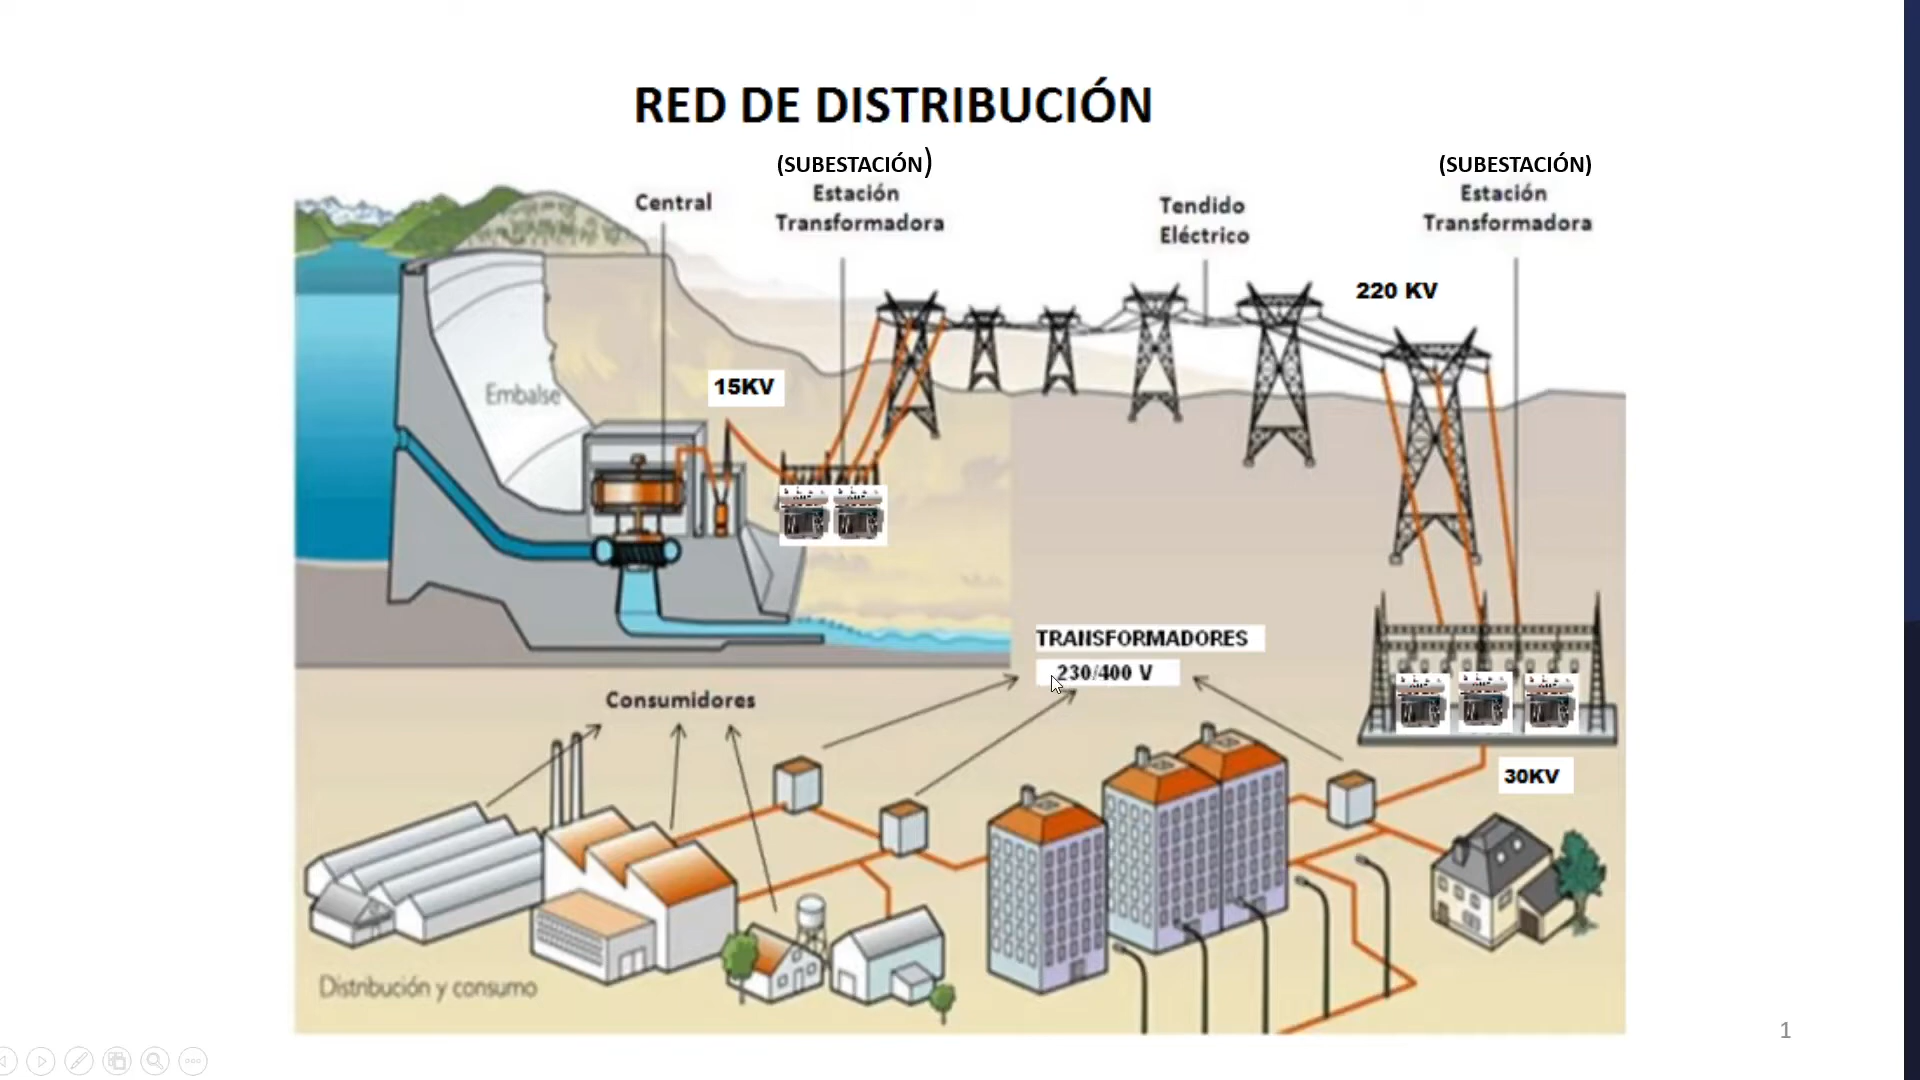 RED DE DISTRIBUCIÓN
(SUBESTACIÓN)
Estación
Transformadora
(SUBESTACIÓN)
Estación
Transformadora
Central
Tendido
Eléctrico
220 KV
15KV
Embalse
TRANSFORMADORES
230/400 V
Consumidores
30KV
Distribución y consumo
1